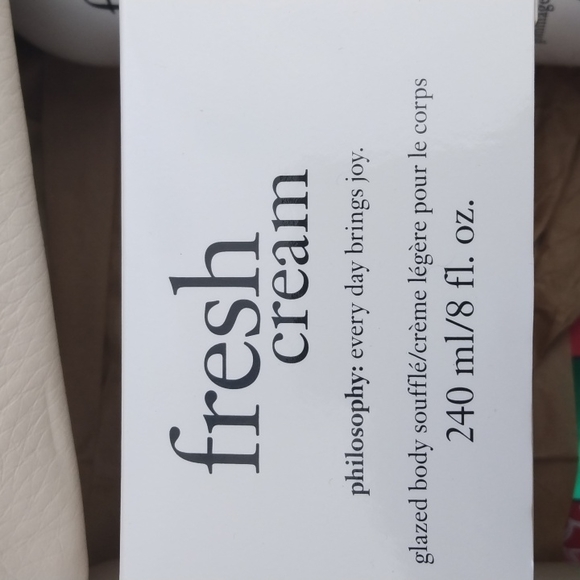 fresh
cream
philosophy: every day brings joy.
glazed body soufflé/crème légère pour le corps
240 ml/8 fl. oz.